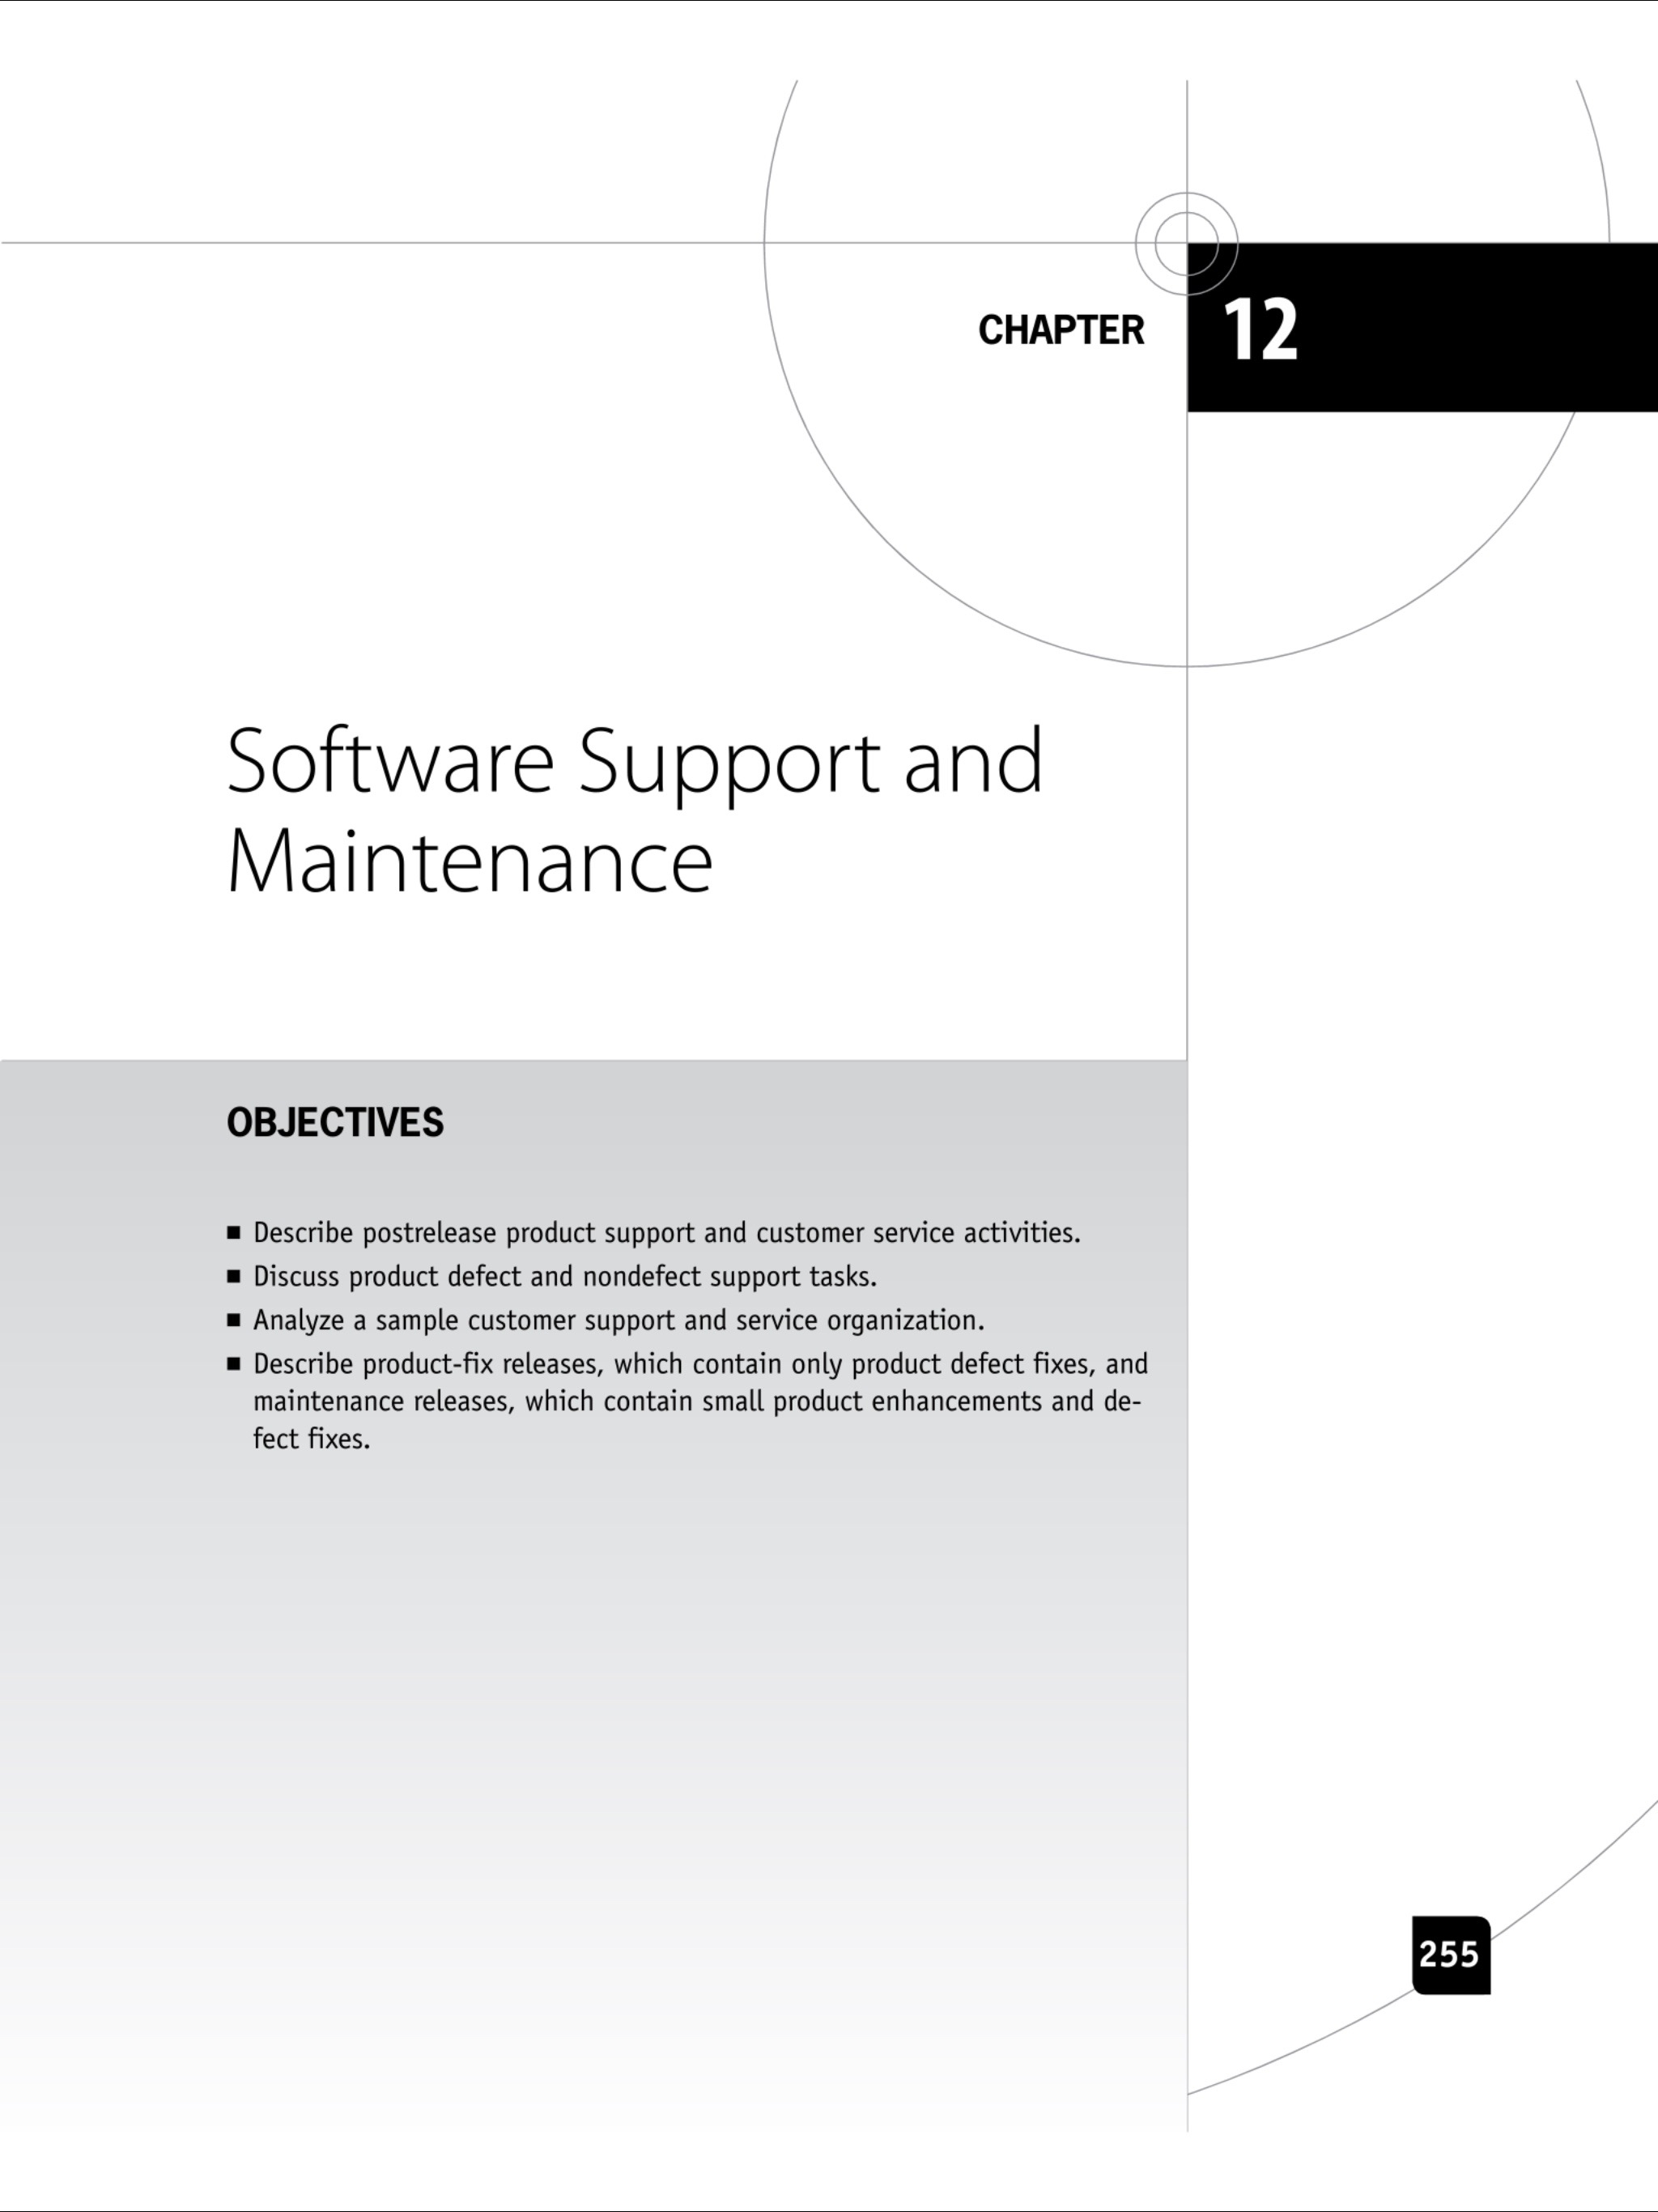 CHAPTER 12
Software Support and
Maintenance
OBJECTIVES
■ Describe postrelease product support and customer service activities.
■ Discuss product defect and nondefect support tasks.
■ Analyze a sample customer support and service organization.
■ Describe product-fix releases, which contain only product defect fixes, and
maintenance releases, which contain small product enhancements and de-
fect fixes.
255